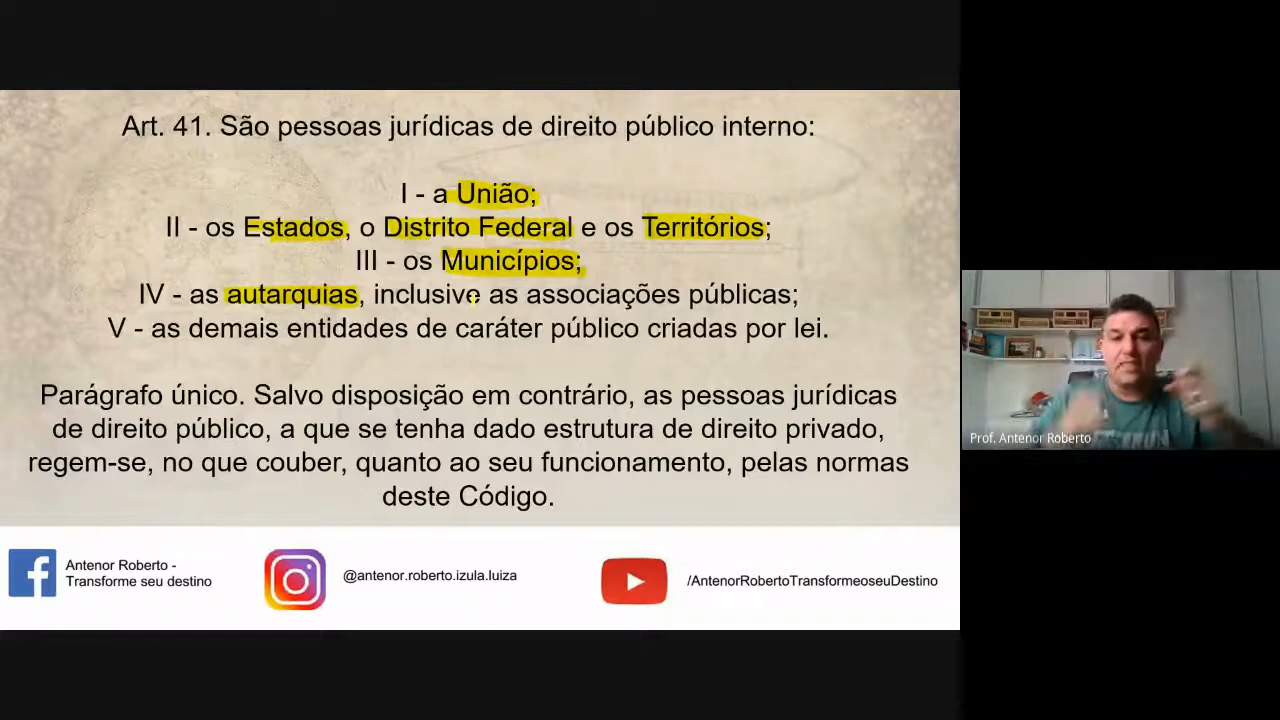 Art. 41. São pessoas jurídicas de direito público interno:
I - a União;
II - os Estados, o Distrito Federal e os Territórios;
III - os Municípios;
IV - as autarquias, inclusive as associações públicas;
V - as demais entidades de caráter público criadas por lei.
Parágrafo único. Salvo disposição em contrário, as pessoas jurídicas
de direito público, a que se tenha dado estrutura de direito privado,
regem-se, no que couber, quanto ao seu funcionamento, pelas normas
deste Código.
Antenor Roberto -
Transforme seu destino
@antenor.roberto.izula.luiza
/AntenorRobertoTransformeoseuDestino
Prof. Antenor Roberto